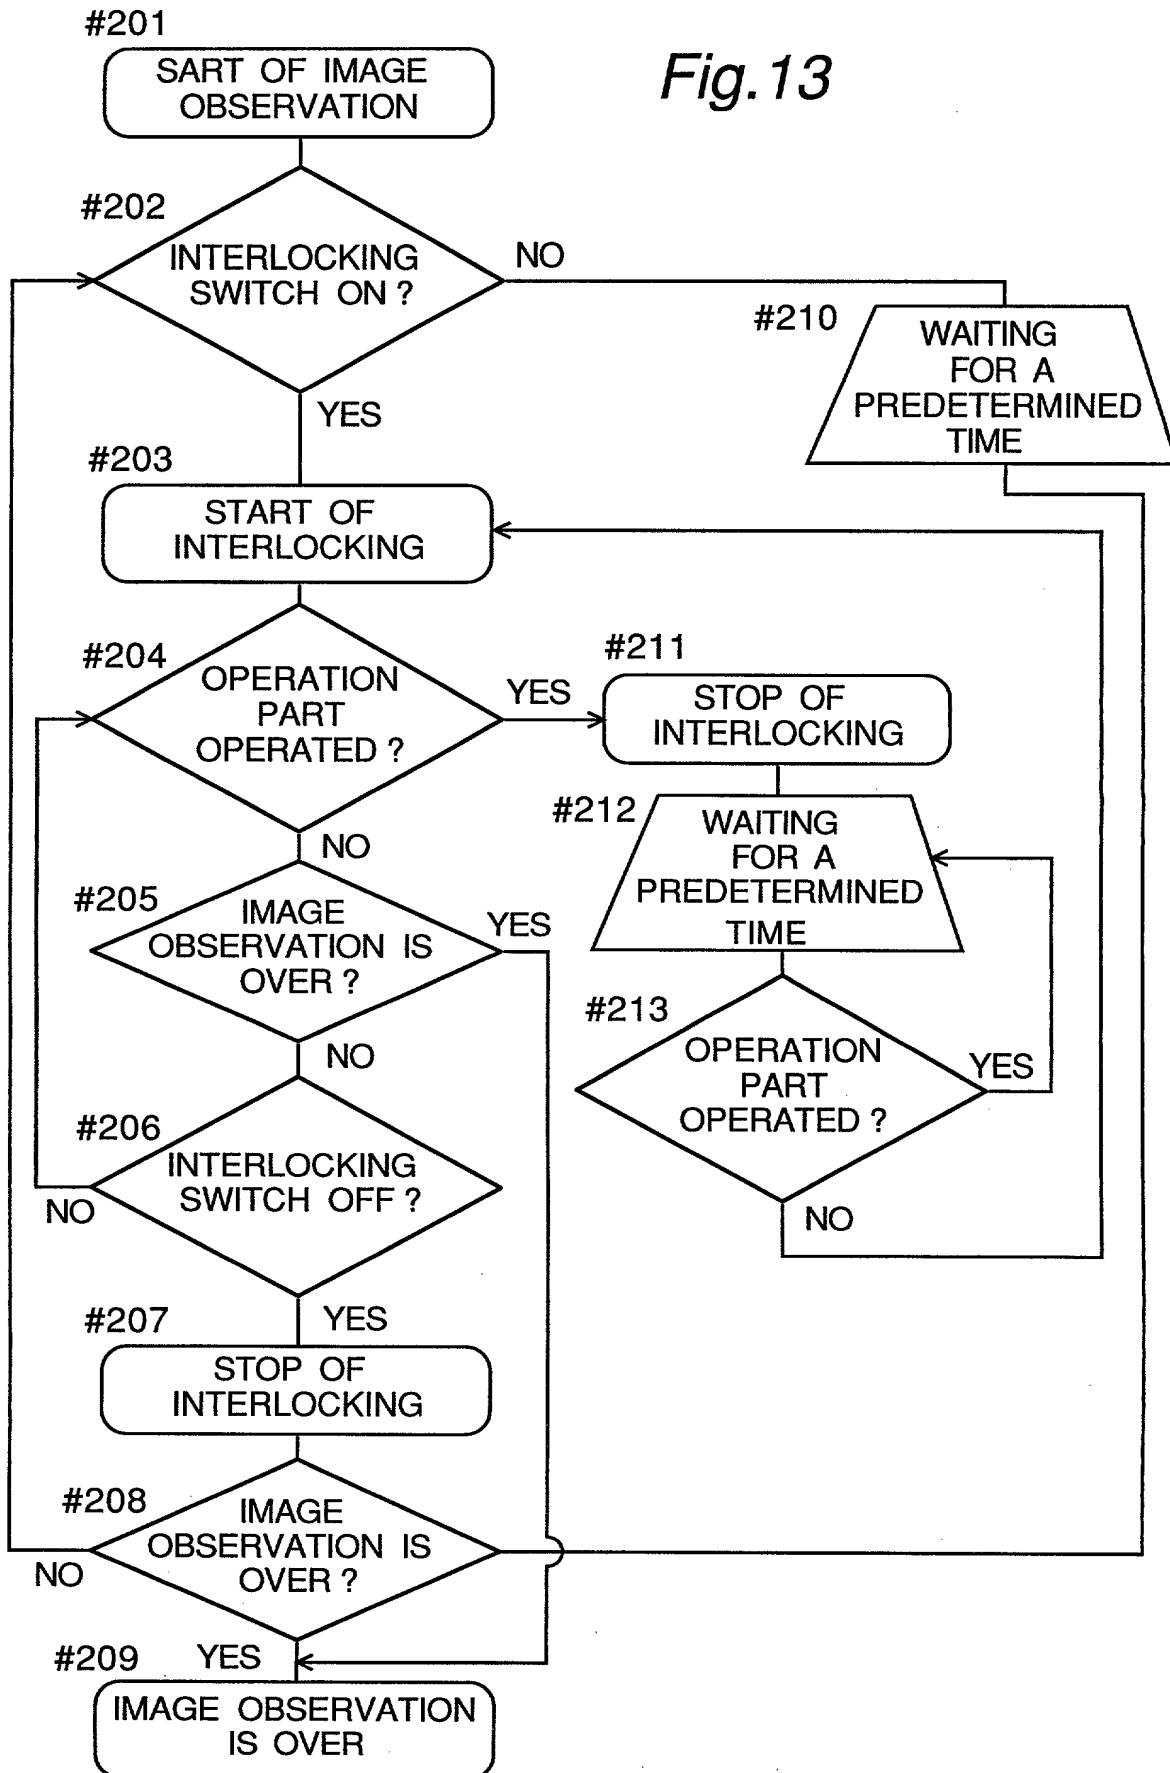 Fig.13
#201
SART OF IMAGE
OBSERVATION
#202
INTERLOCKING
SWITCH ON ?
NO
YES
#210
WAITING
FOR A
PREDETERMINED
TIME
#203
START OF
INTERLOCKING
#204
OPERATION
PART
OPERATED ?
YES
NO
#211
STOP OF
INTERLOCKING
#212
WAITING
FOR A
PREDETERMINED
TIME
#205
IMAGE
OBSERVATION IS
OVER ?
YES
NO
#213
OPERATION
PART
OPERATED ?
YES
NO
#206
INTERLOCKING
SWITCH OFF ?
NO
YES
#207
STOP OF
INTERLOCKING
#208
IMAGE
OBSERVATION IS
OVER ?
NO
YES
#209
IMAGE OBSERVATION
IS OVER